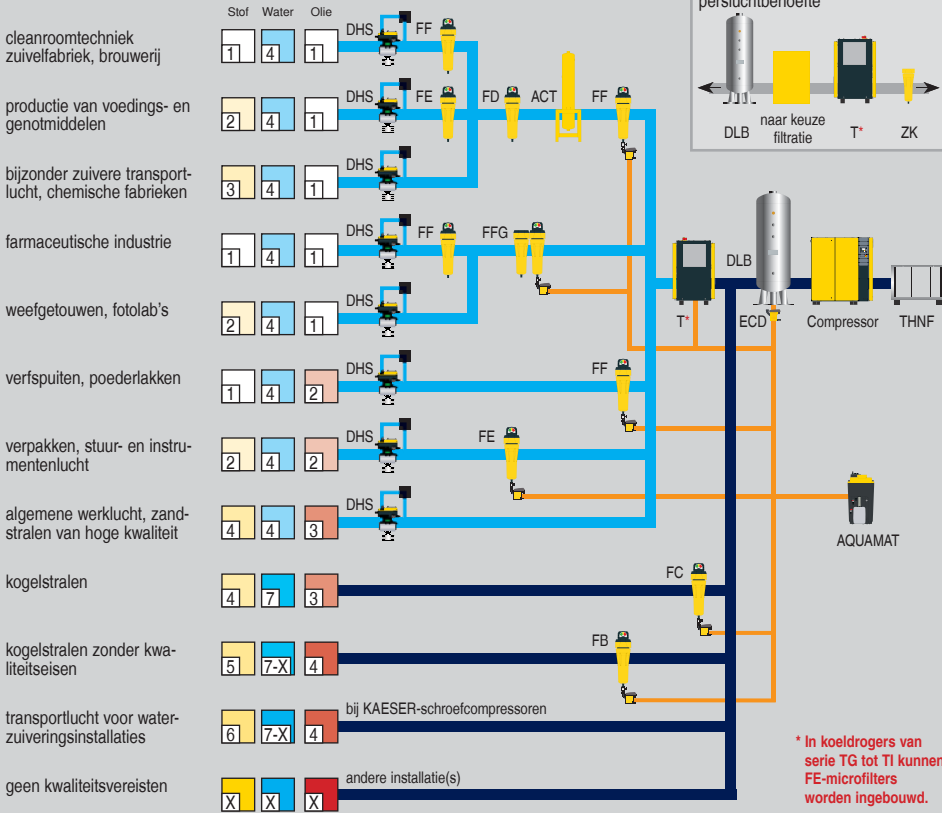 persluchtbehoefte
DLB
naar keuze
filtratie
T*
ZK
Stof Water Olie
cleanroomtechniek
zuivelfabriek, brouwerij
1 4 1
DHS FF
productie van voedings- en
genotmiddelen
2 4 1
DHS FE FD ACT FF
bijzonder zuivere transport-
lucht, chemische fabrieken
3 4 1
DHS
farmaceutische industrie
1 4 1
DHS FF FFG
DLB
weefgetouwen, fotolab's
2 4 1
DHS
T* ECD Compressor THNF
verfspuiten, poederlakken
1 4 2
DHS FF
verpakken, stuur- en instru-
mentenlucht
2 4 2
DHS FE
algemene werklucht, zand-
stralen van hoge kwaliteit
4 4 3
DHS
AQUAMAT
kogelstralen
4 7 3
FC
kogelstralen zonder kwa-
liteitseisen
5 7-X 4
FB
transportlucht voor water-
zuiveringsinstallaties
6 7-X 4
bij KAESER-schroefcompressoren
geen kwaliteitsvereisten
X X X
andere installatie(s)
* In koeldrogers van
serie TG tot TI kunnen
FE-microfilters
worden ingebouwd.